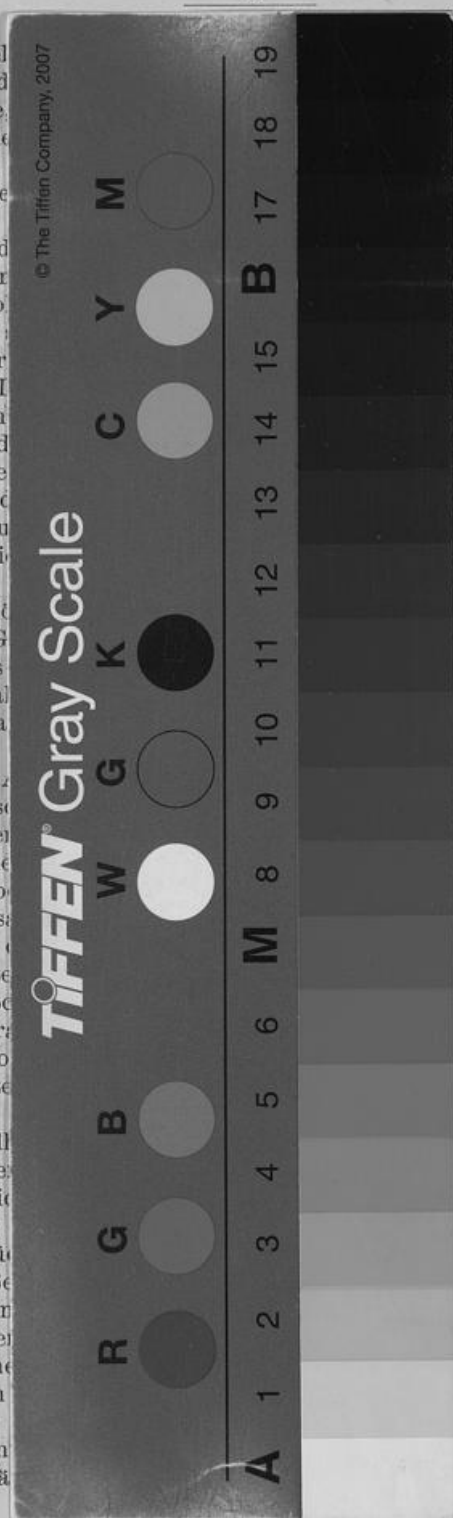 © The Tiffen Company, 2007
TIFFEN® Gray Scale
R G B W G K C Y M
A 1 2 3 4 5 6 M 8 9 10 11 12 13 14 15 B 17 18 19